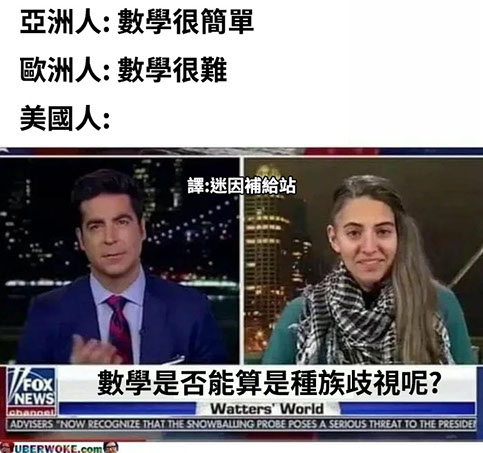 亞洲人: 數學很簡單
歐洲人: 數學很難
美國人:
譯:迷因補給站
FOX
NEWS
channel
數學是否能算是種族歧視呢?
Watters' World
ADVISERS "NOW RECOGNIZE THAT THE SNOWBALLING PROBE POSES A SERIOUS THREAT TO THE PRESIDEN
UBERWOKE.com